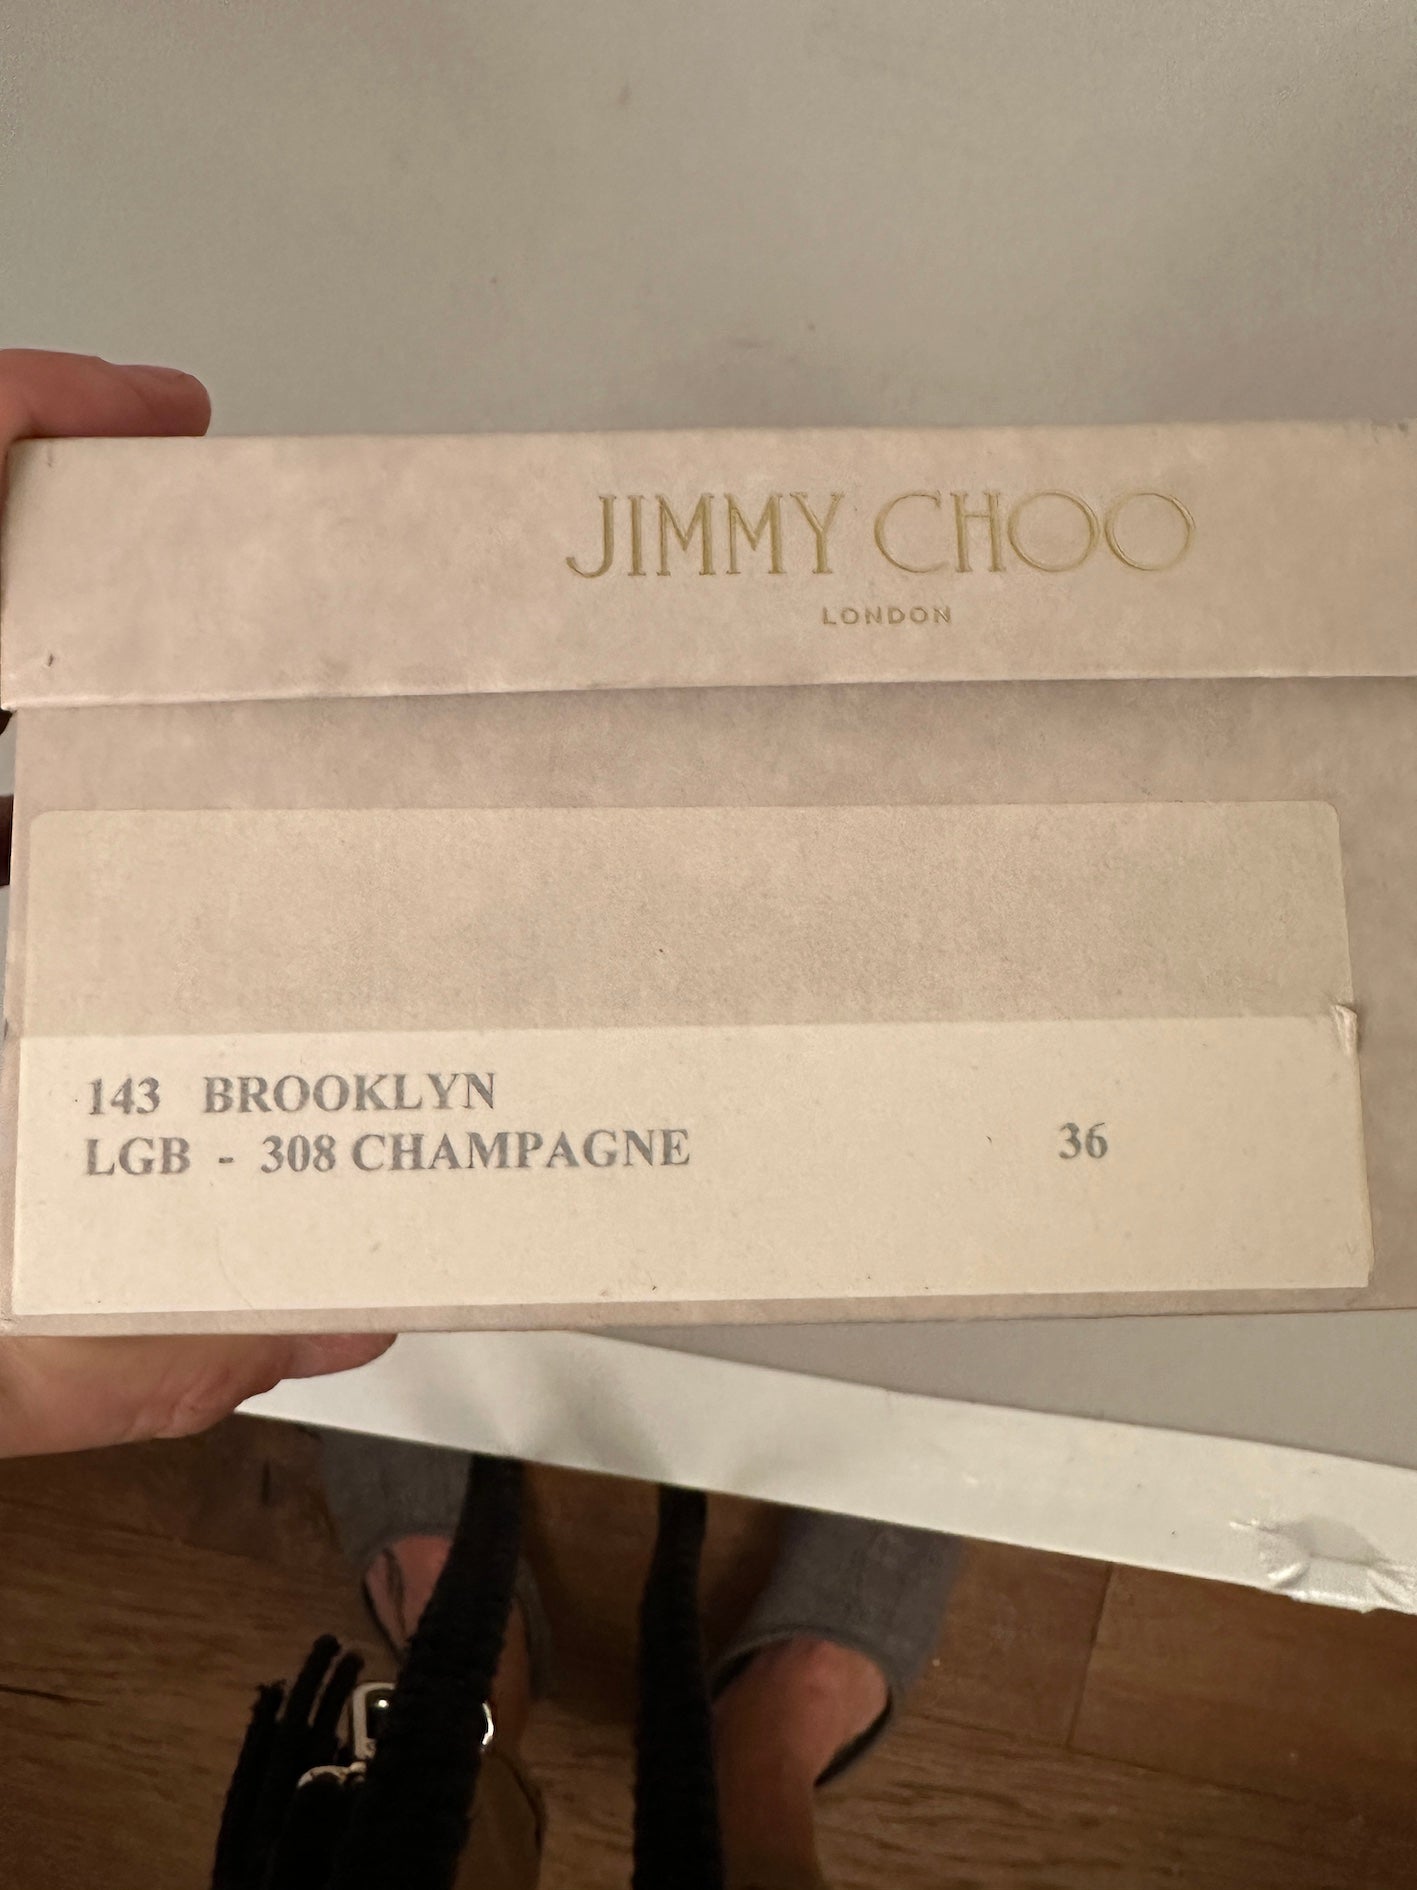 JIMMY CHOO
LONDON
143 BROOKLYN
LGB - 308 CHAMPAGNE 36